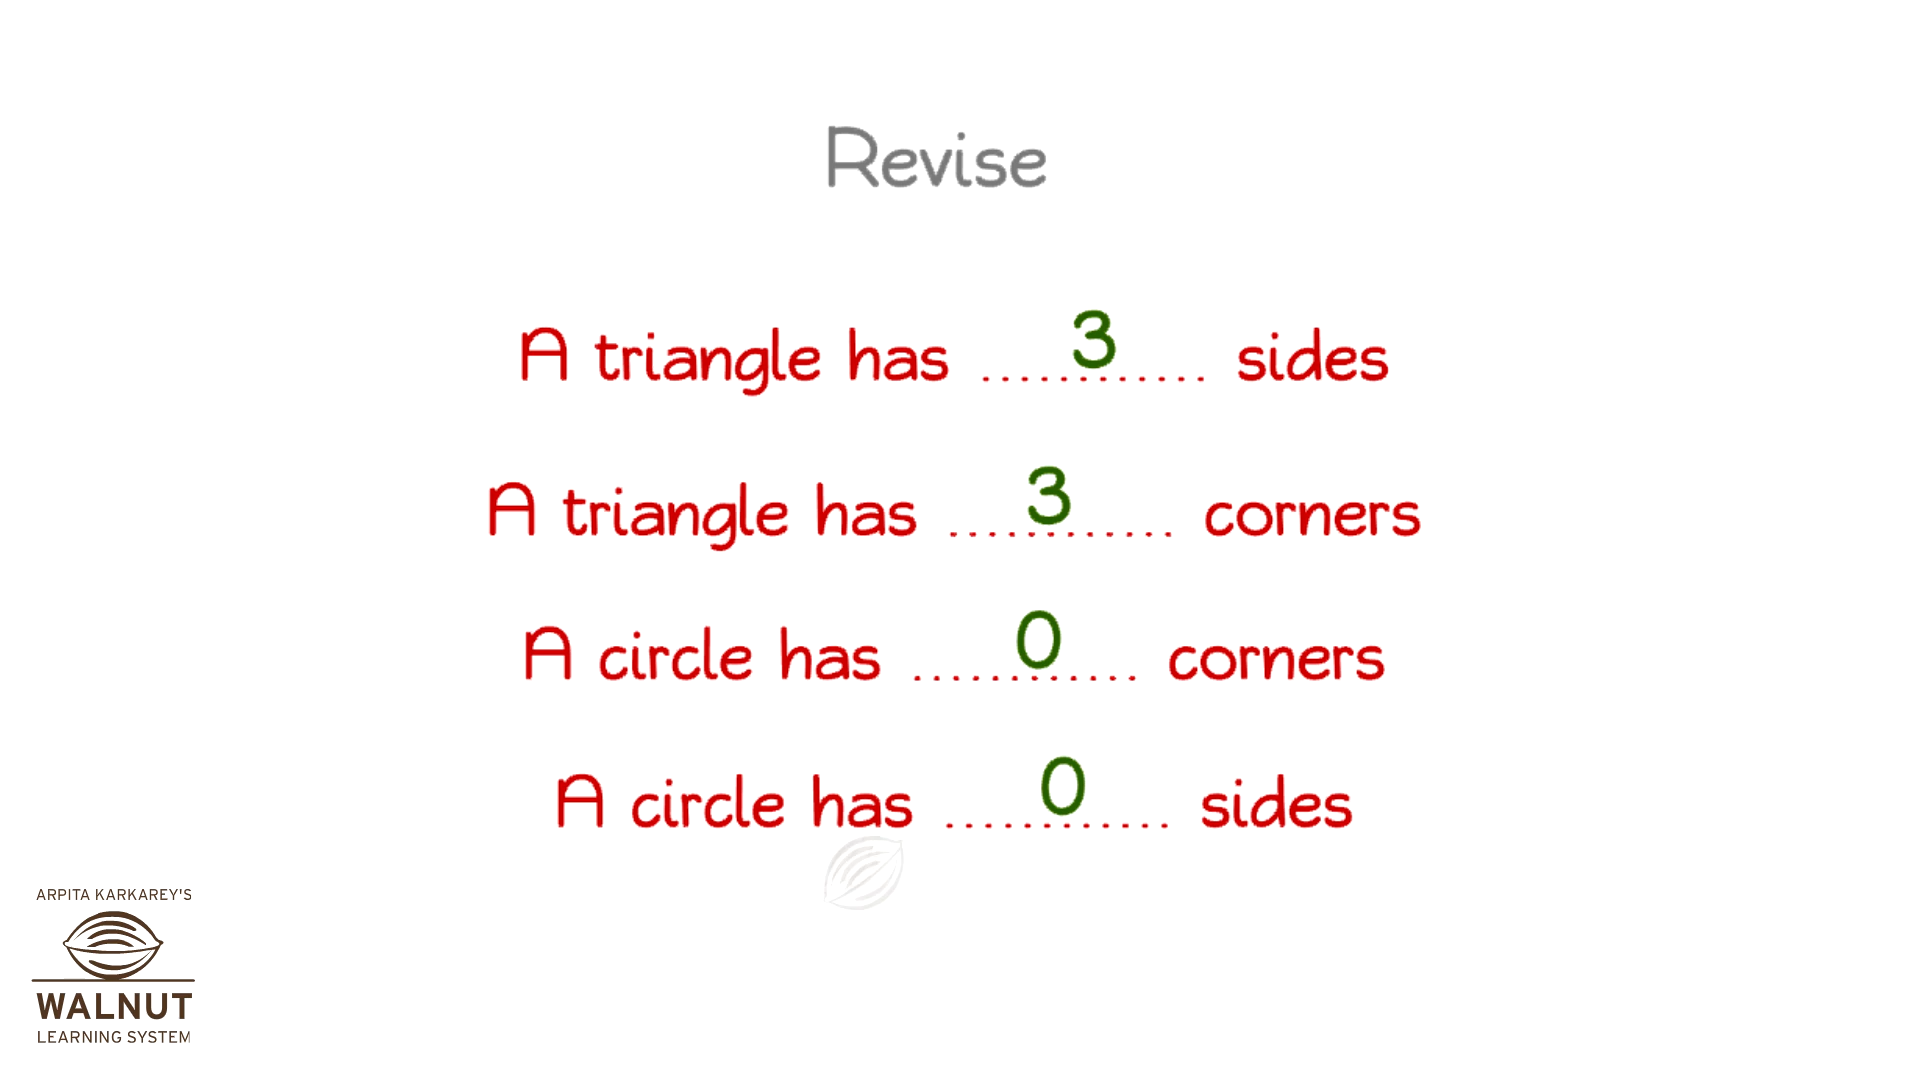 Revise
A triangle has ............ 3 sides
A triangle has ............ 3 corners
A circle has ............ 0 corners
A circle has ............ 0 sides
ARPITA KARKAREY'S
WALNUT
LEARNING SYSTEM